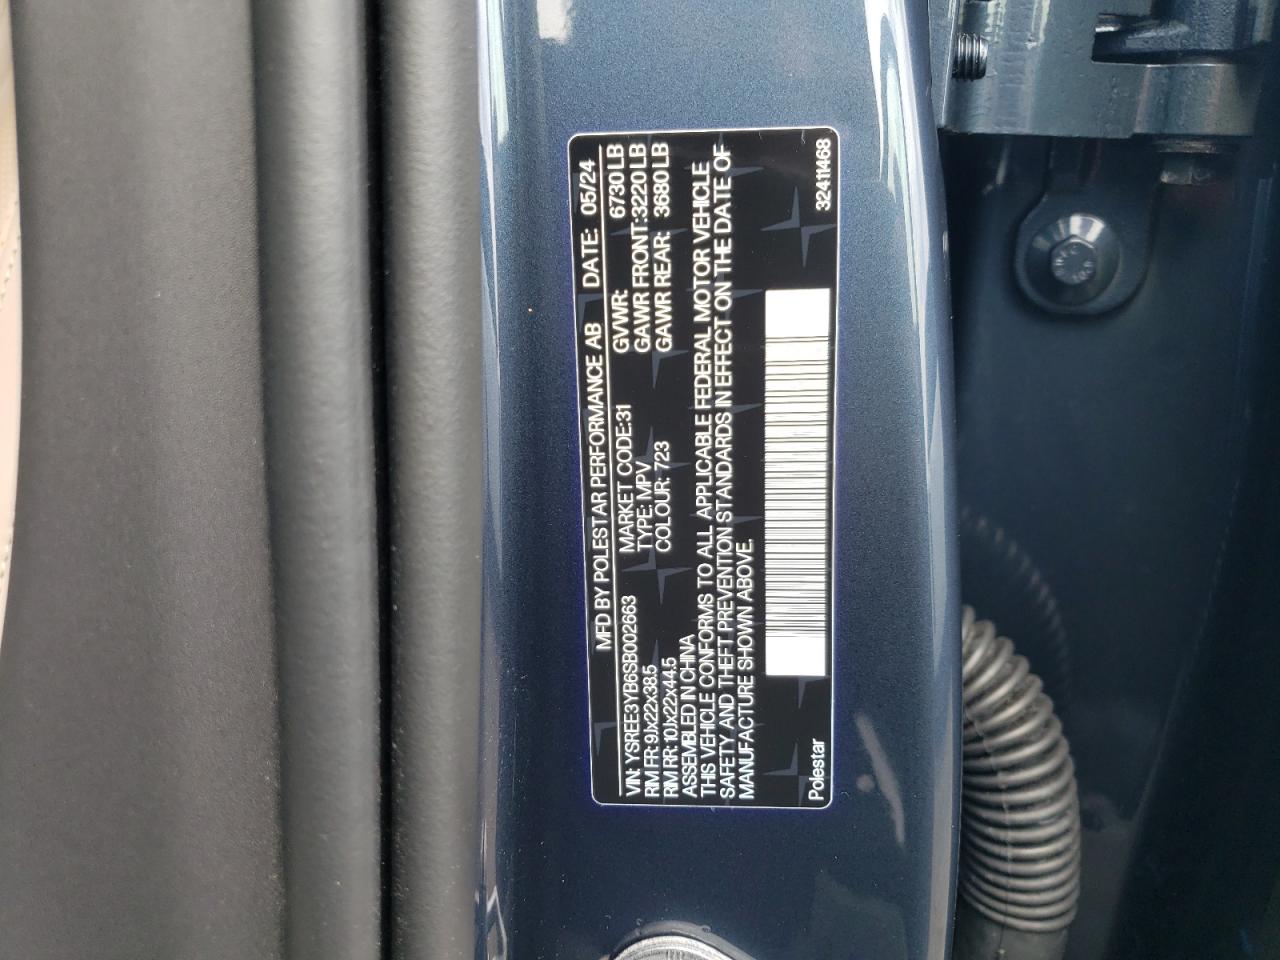 MFD BY POLESTAR PERFORMANCE AB DATE: 05/24
VIN: YSREE3YB6SB002663 MARKET CODE:31 GVWR: 6730 LB
RIM FR: 9Jx22x38.5 TYPE: MPV GAWR FRONT:3220 LB
RIM RR: 10Jx22x44.5 COLOUR: 723 GAWR REAR: 3680 LB
ASSEMBLED IN CHINA
THIS VEHICLE CONFORMS TO ALL APPLICABLE FEDERAL MOTOR VEHICLE
SAFETY AND THEFT PREVENTION STANDARDS IN EFFECT ON THE DATE OF
MANUFACTURE SHOWN ABOVE.
Polestar 32411468